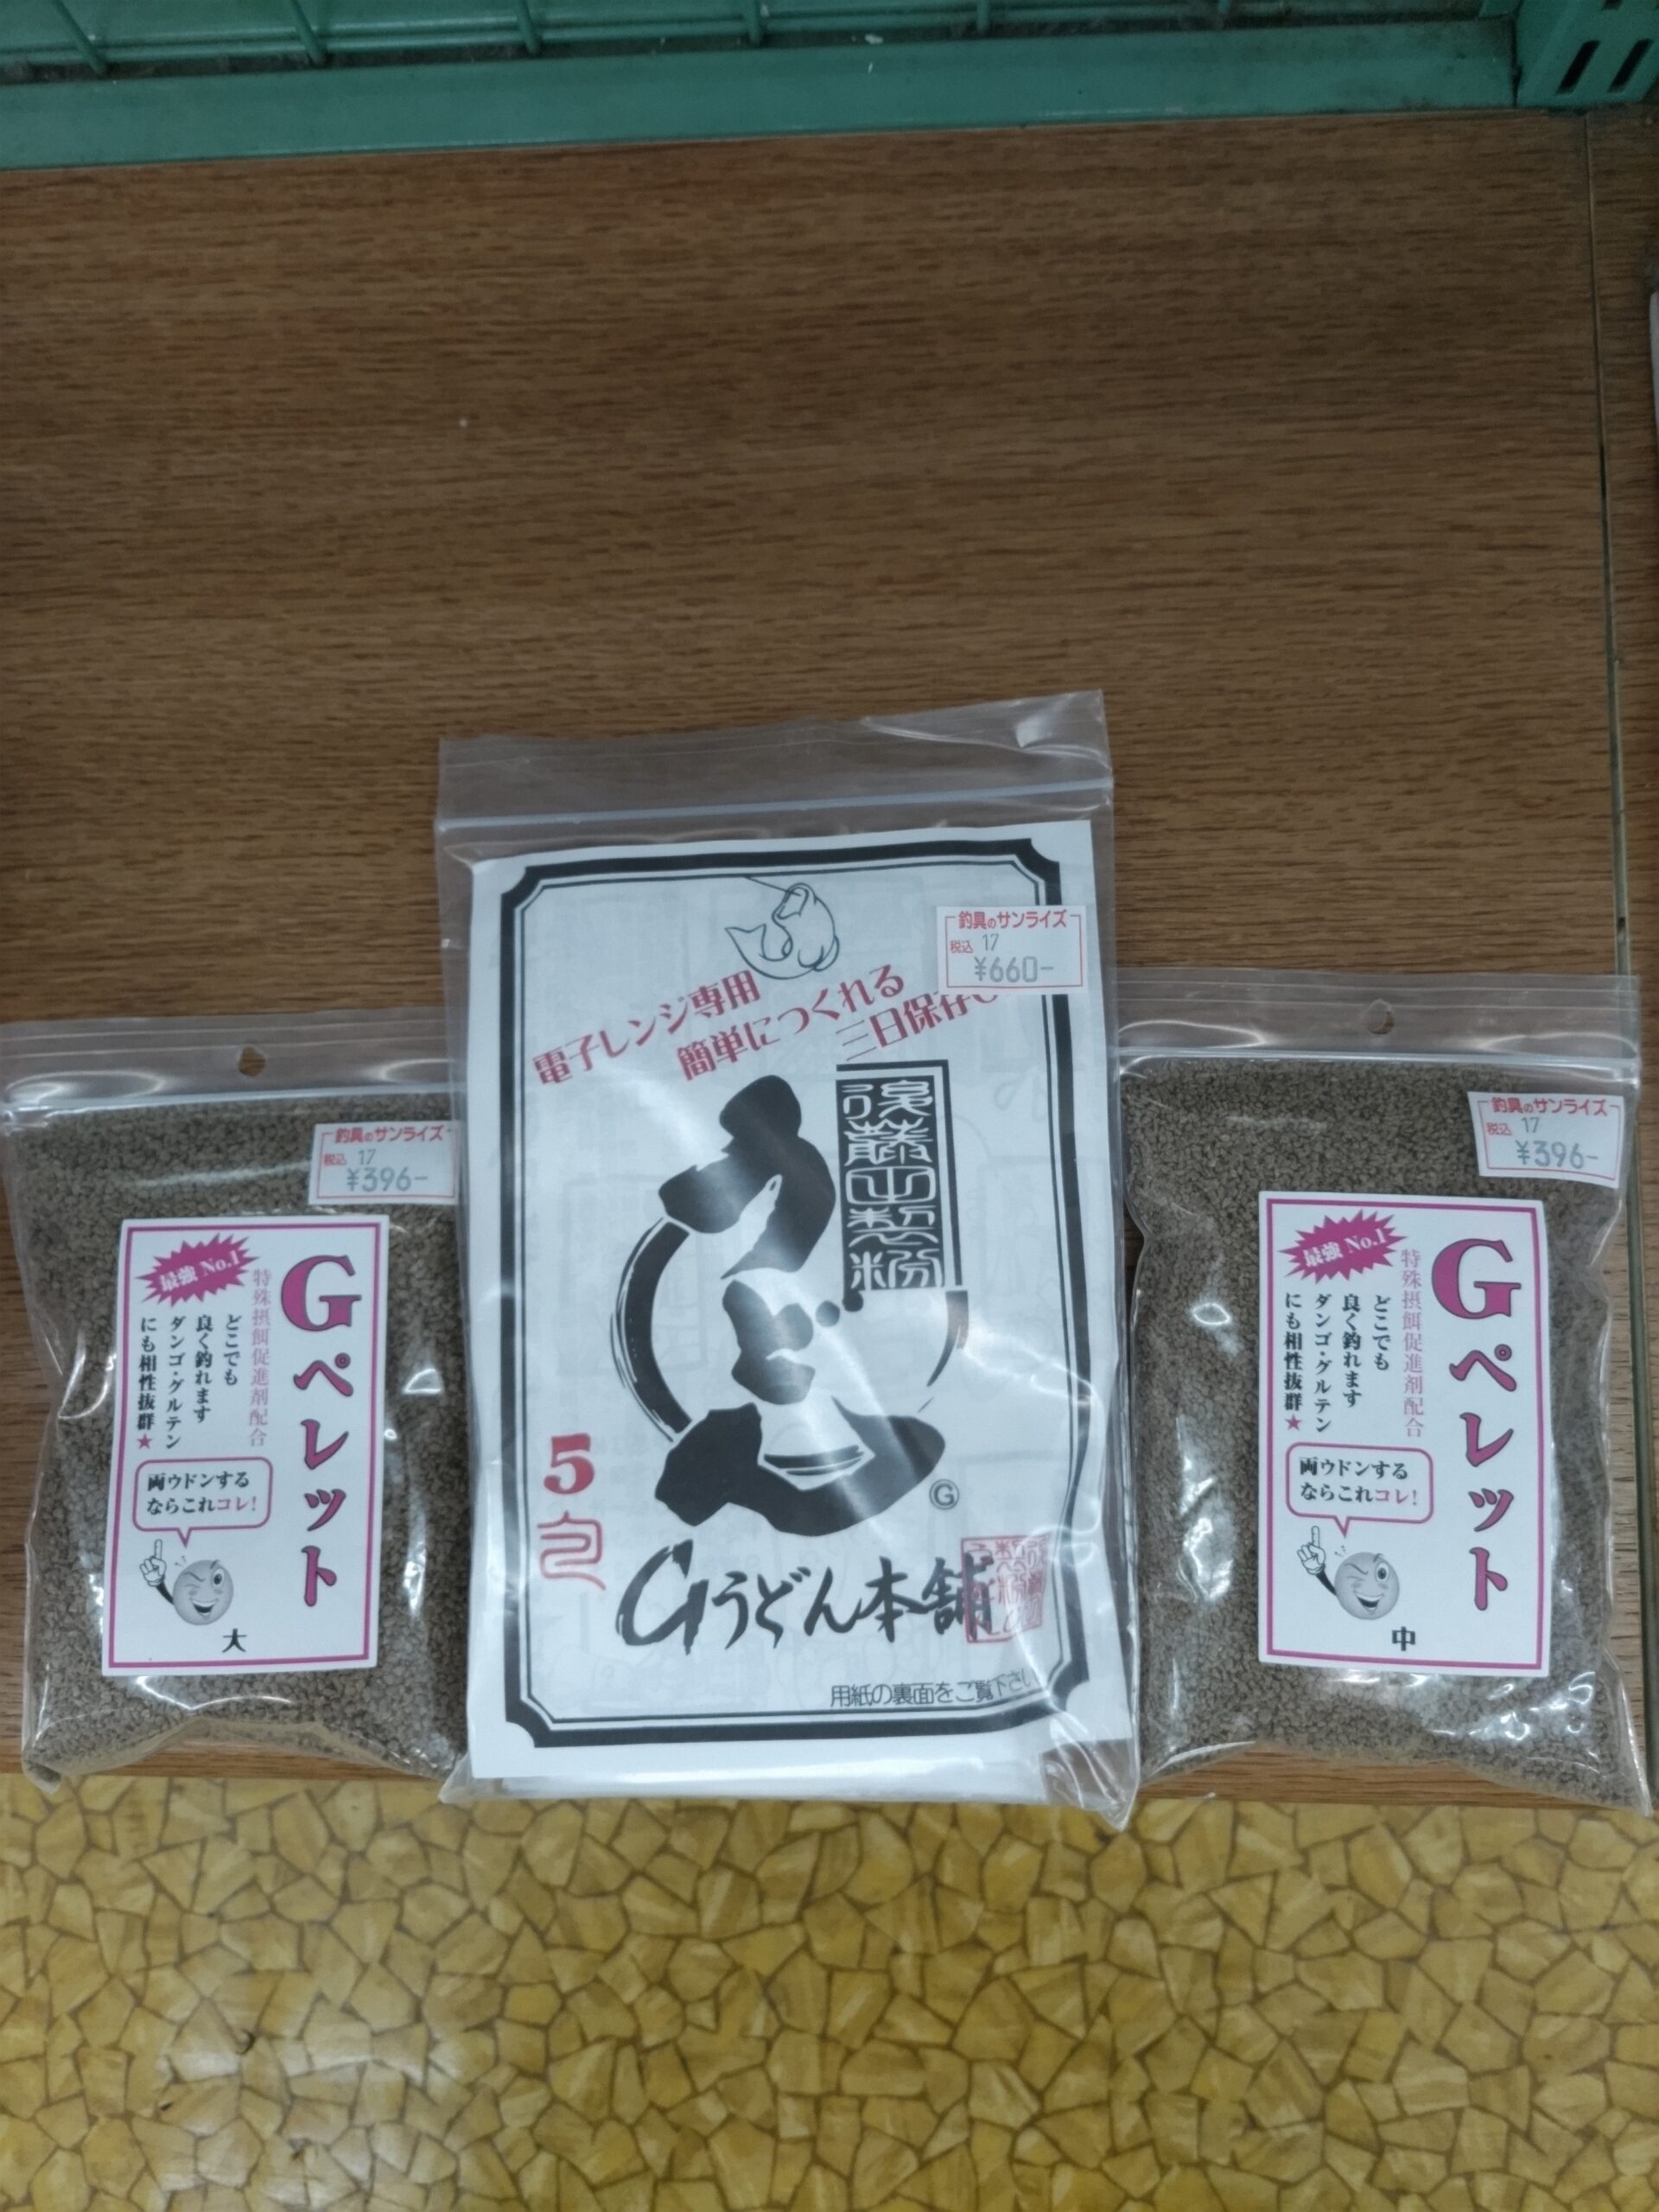 釣具のサンライズ
税込 17
¥396-
最強 No.1
Gペレット
特殊摂餌促進剤配合
どこでも
良く釣れます
ダンゴ・グルテン
にも相性抜群★
両ウドンする
ならこれコレ!
大
釣具のサンライズ
税込 17
¥660-
電子レンジ専用
簡単につくれる
三日保存
うどん
5包
G
Gうどん本舗
用紙の裏面をご覧下さい
釣具のサンライズ
税込 17
¥396-
最強 No.1
Gペレット
特殊摂餌促進剤配合
どこでも
良く釣れます
ダンゴ・グルテン
にも相性抜群★
両ウドンする
ならこれコレ!
中